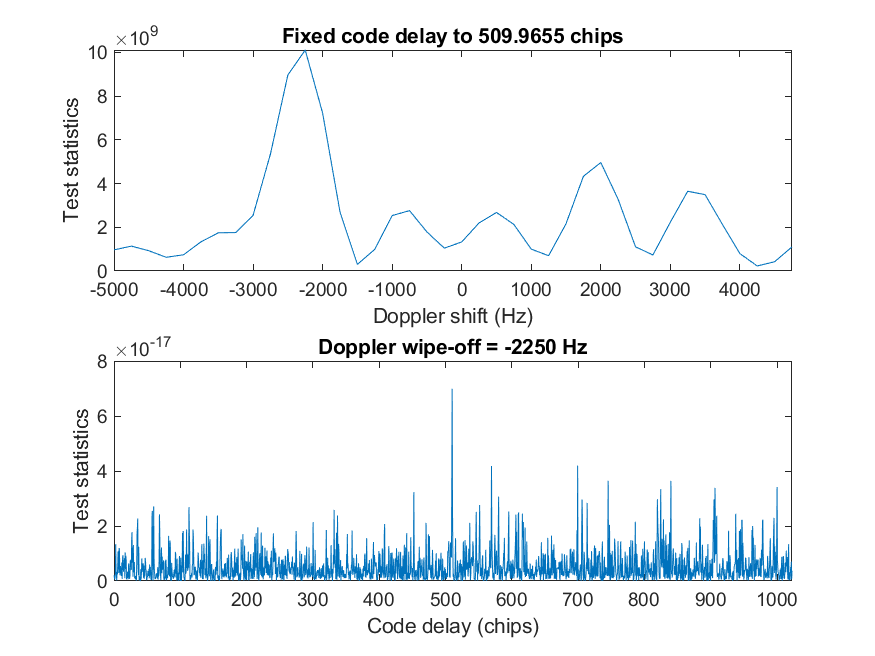 Fixed code delay to 509.9655 chips
×10^9
10
8
6
4
2
0
Test statistics
-5000 -4000 -3000 -2000 -1000 0 1000 2000 3000 4000
Doppler shift (Hz)
Doppler wipe-off = -2250 Hz
×10^-17
8
6
4
2
0
Test statistics
0 100 200 300 400 500 600 700 800 900 1000
Code delay (chips)